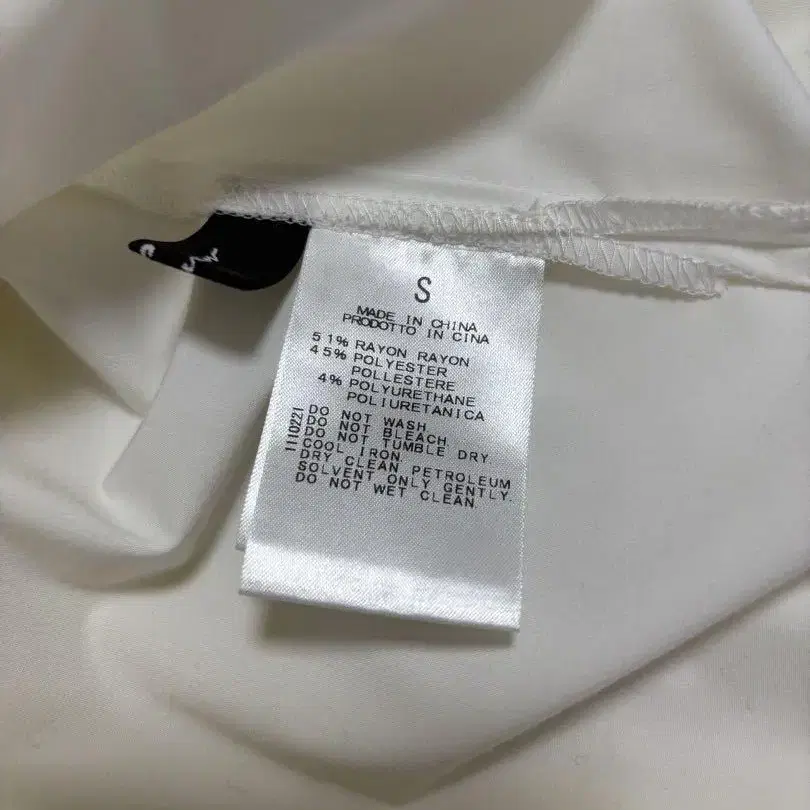 S
MADE IN CHINA
PRODOTTO IN CINA
51% RAYON RAYON
45% POLYESTER
POLLESTERE
4% POLYURETHANE
POLIURETANICA
DO NOT WASH.
DO NOT BLEACH.
DO NOT TUMBLE DRY.
COOL IRON.
DRY CLEAN PETROLEUM
SOLVENT ONLY GENTLY.
DO NOT WET CLEAN.
1110221